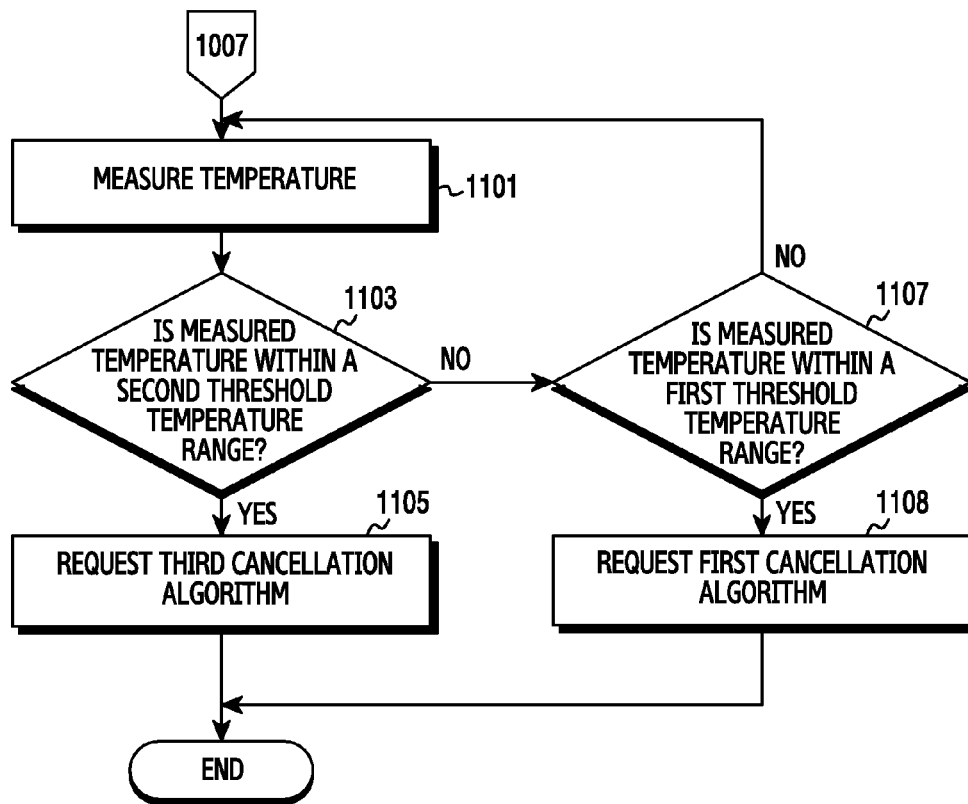 1007
MEASURE TEMPERATURE
1101
1103
IS MEASURED
TEMPERATURE WITHIN A
SECOND THRESHOLD
TEMPERATURE
RANGE?
NO
YES
1107
IS MEASURED
TEMPERATURE WITHIN A
FIRST THRESHOLD
TEMPERATURE
RANGE?
NO
YES
1105
REQUEST THIRD CANCELLATION
ALGORITHM
1108
REQUEST FIRST CANCELLATION
ALGORITHM
END